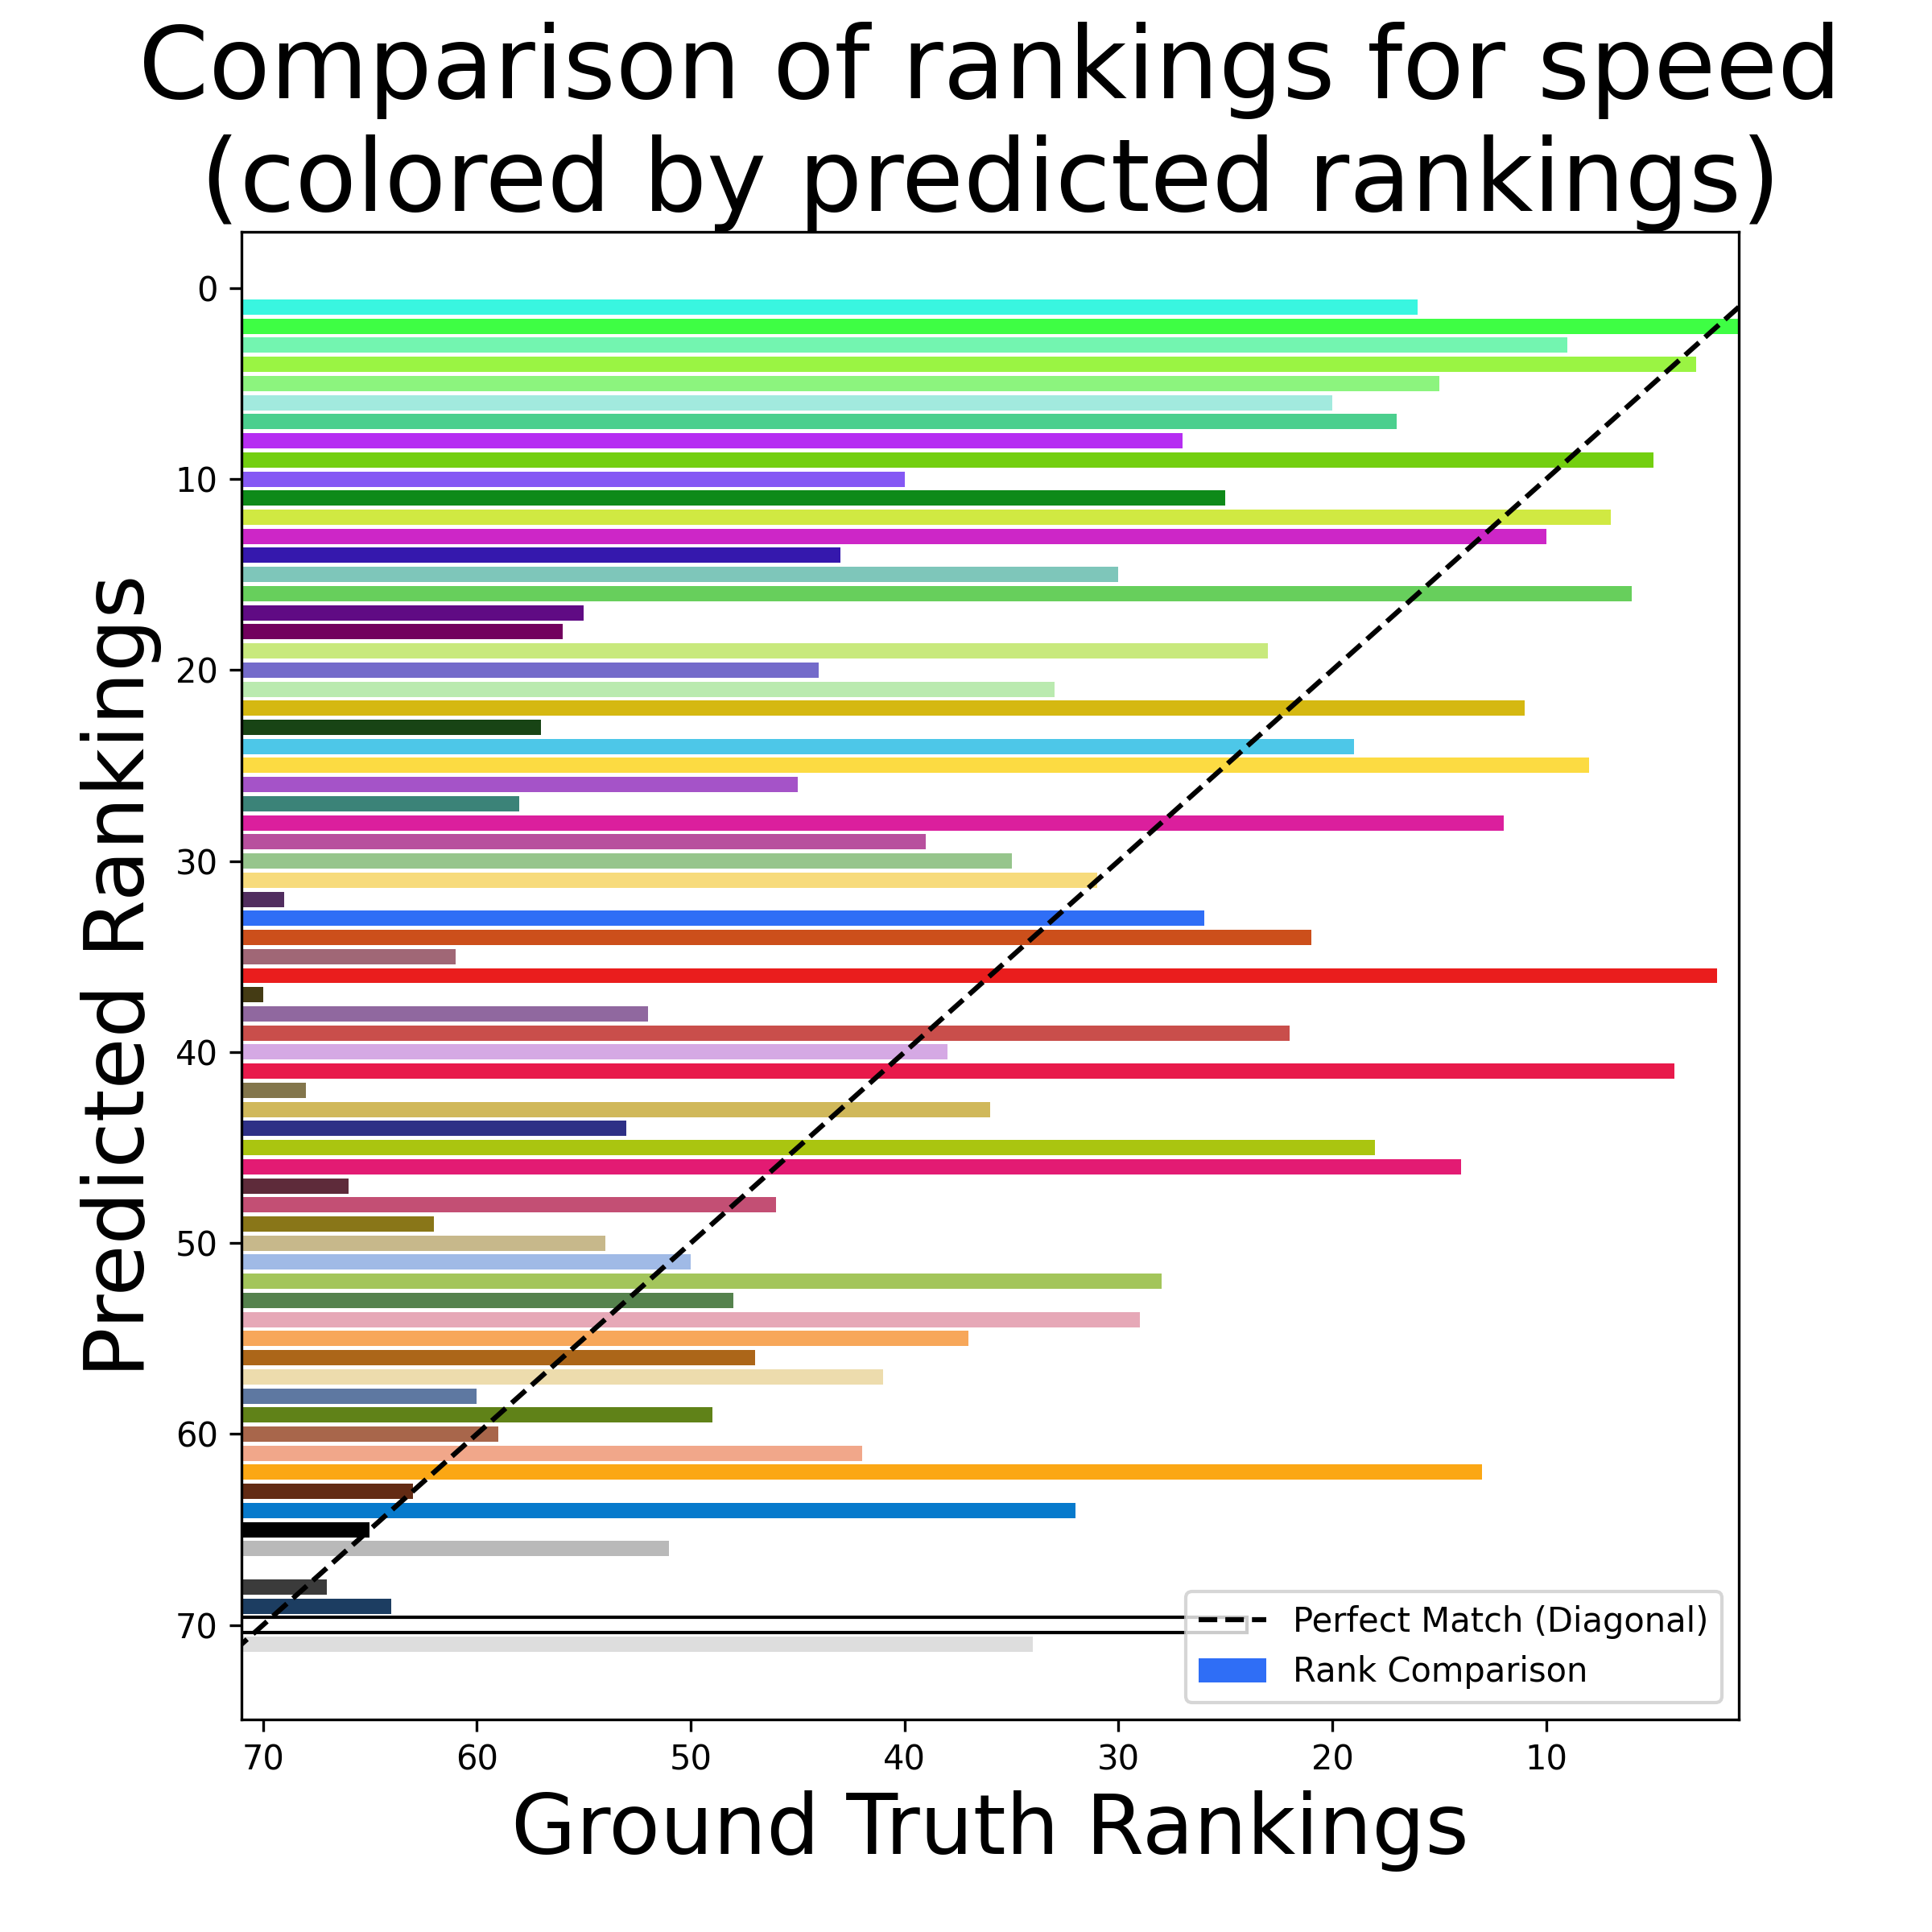 Comparison of rankings for speed
(colored by predicted rankings)
Predicted Rankings
0
10
20
30
40
50
60
70
Perfect Match (Diagonal)
Rank Comparison
70 60 50 40 30 20 10
Ground Truth Rankings